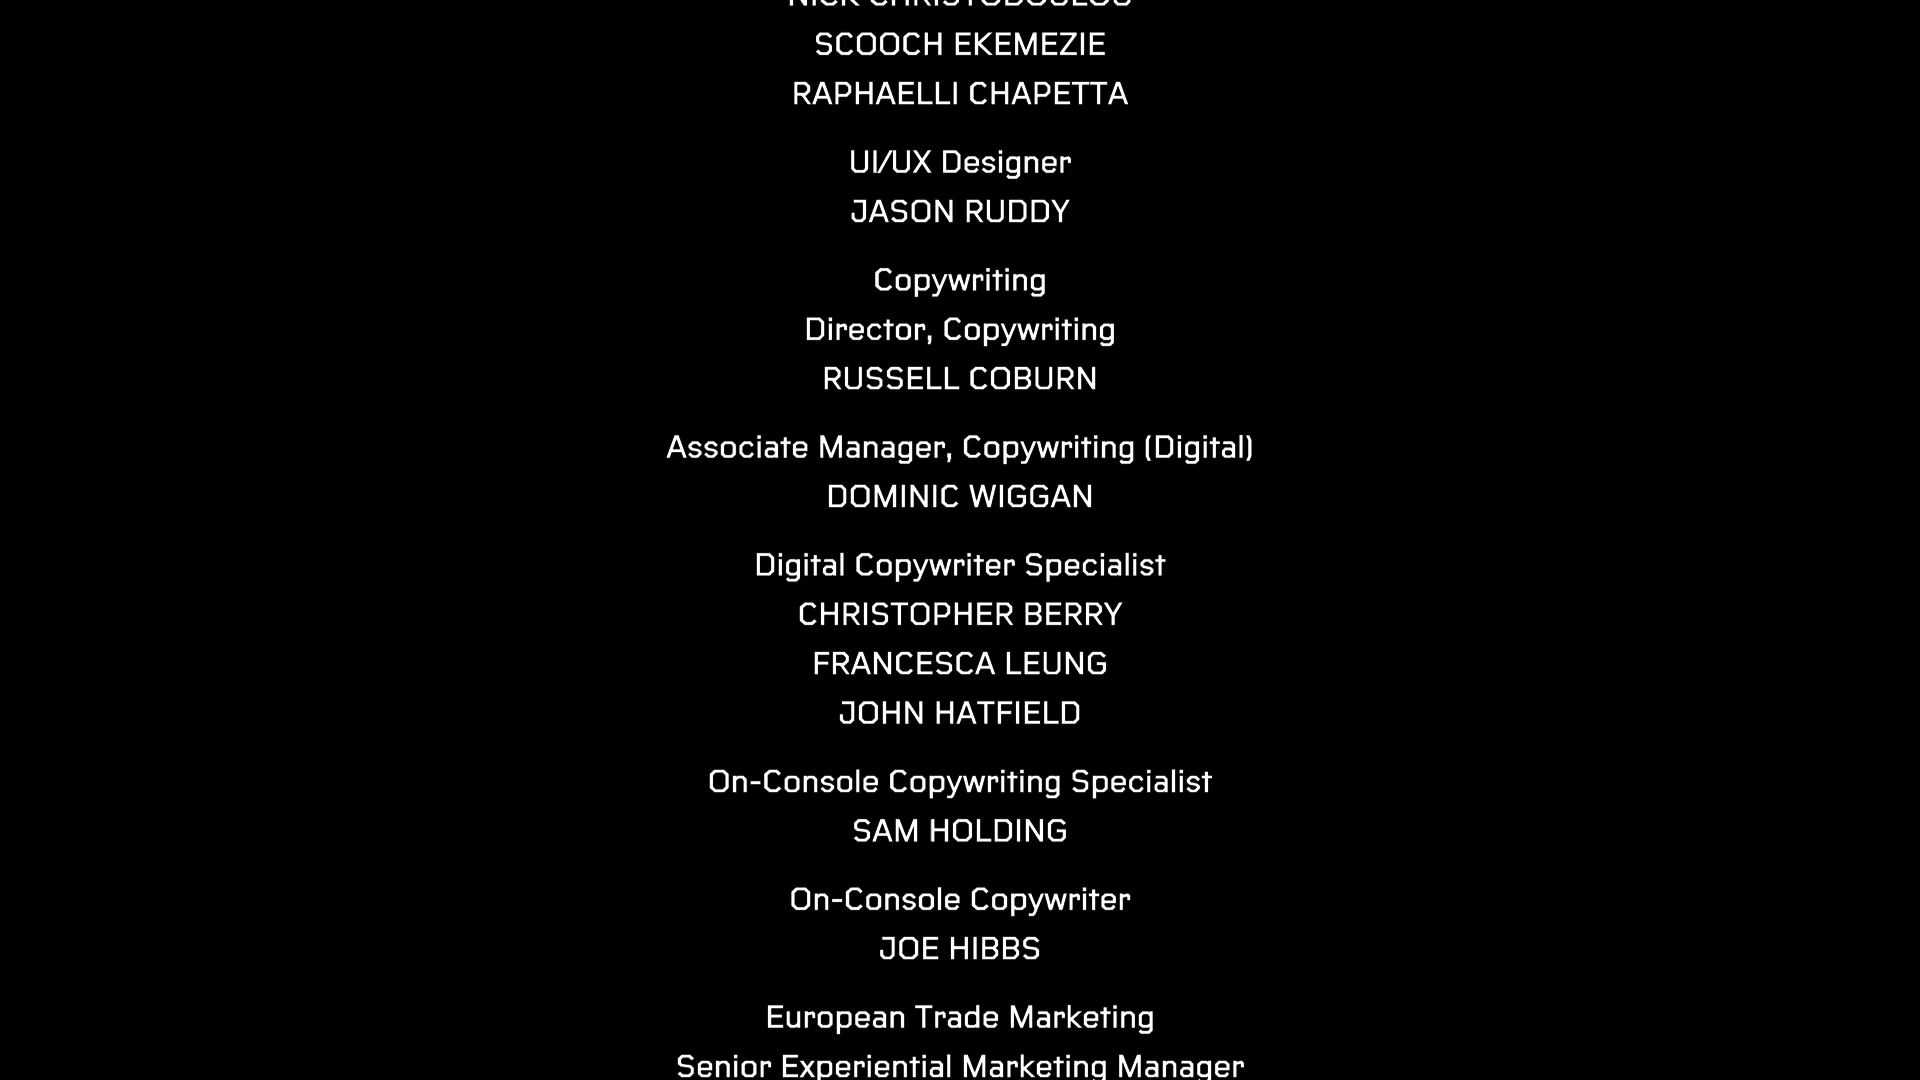 NICK CHRISTODOULOU
SCOOCH EKEMEZIE
RAPHAELLI CHAPETTA
UI/UX Designer
JASON RUDDY
Copywriting
Director, Copywriting
RUSSELL COBURN
Associate Manager, Copywriting (Digital)
DOMINIC WIGGAN
Digital Copywriter Specialist
CHRISTOPHER BERRY
FRANCESCA LEUNG
JOHN HATFIELD
On-Console Copywriting Specialist
SAM HOLDING
On-Console Copywriter
JOE HIBBS
European Trade Marketing
Senior Experiential Marketing Manager